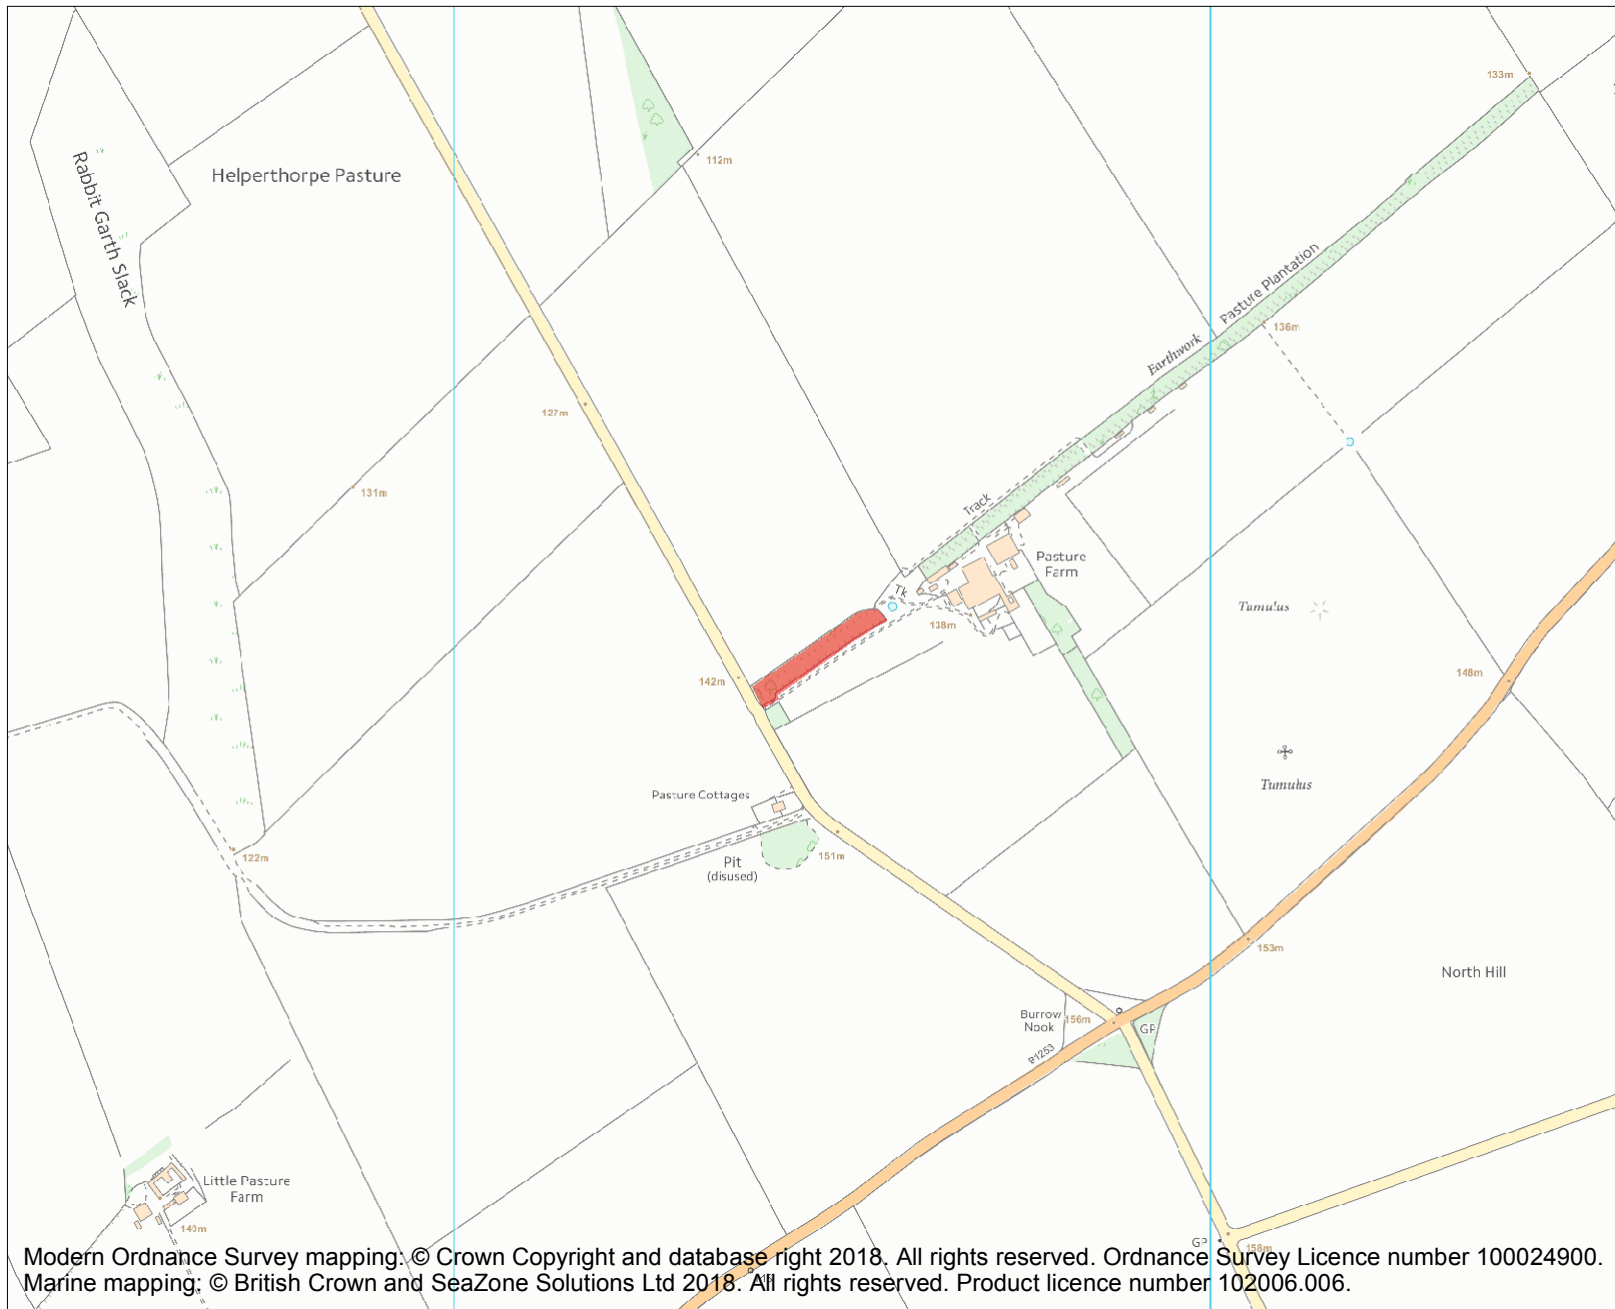 133m
112m
Helperthorpe Pasture
Rabbit Garth Slack
Pasture Plantation
136m
Earthwork
127m
131m
Track
Pasture
Farm
Tk
Tumulus
138m
148m
142m
Tumulus
Pasture Cottages
151m
122m
Pit
(disused)
153m
North Hill
Burrow
Nook
156m
GP
B1253
Little Pasture
Farm
140m
GP
158m
Modern Ordnance Survey mapping: © Crown Copyright and database right 2018. All rights reserved. Ordnance Survey Licence number 100024900.
Marine mapping: © British Crown and SeaZone Solutions Ltd 2018. All rights reserved. Product licence number 102006.006.